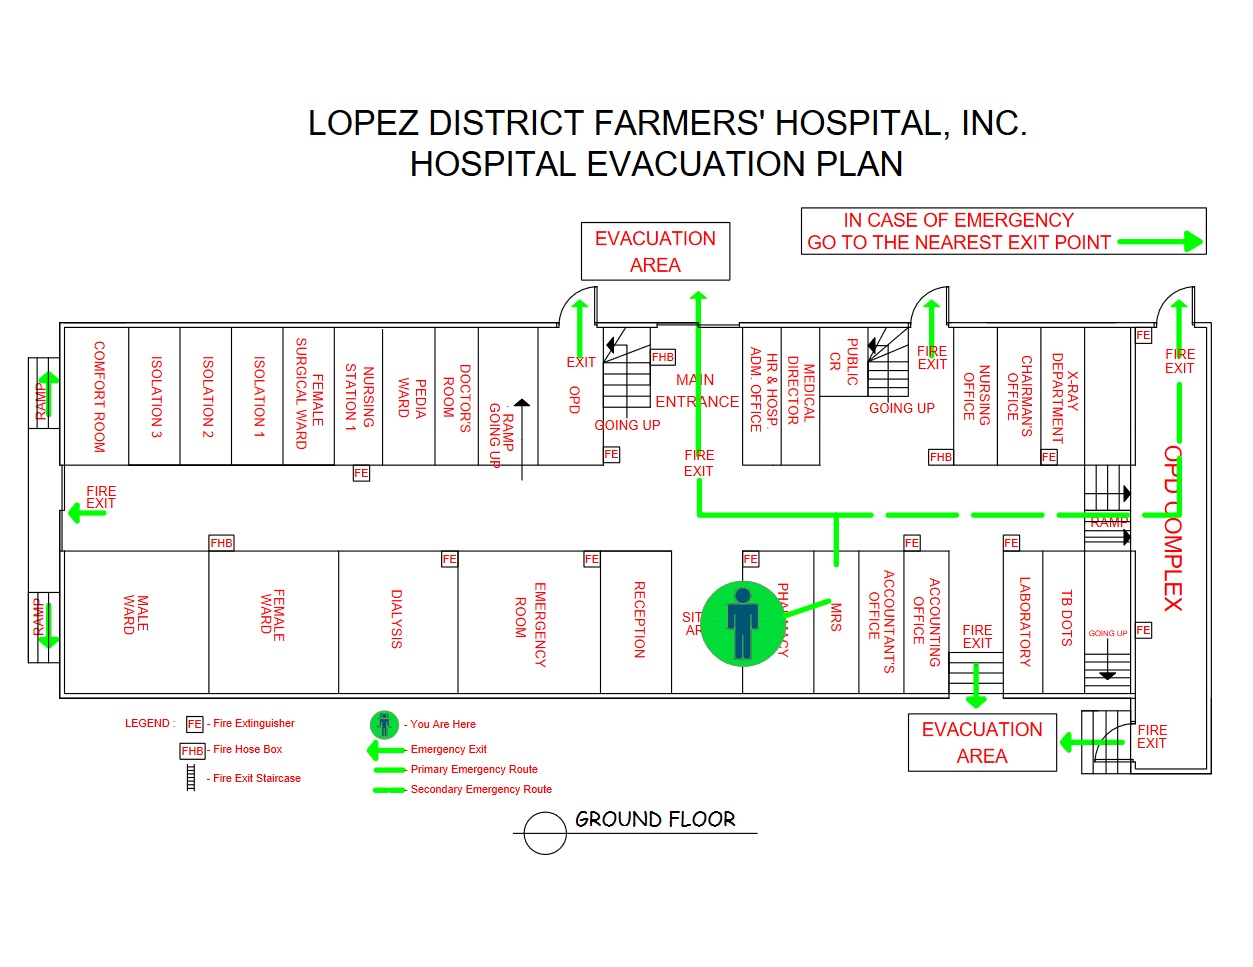 LOPEZ DISTRICT FARMERS' HOSPITAL, INC.
HOSPITAL EVACUATION PLAN
IN CASE OF EMERGENCY
GO TO THE NEAREST EXIT POINT
EVACUATION
AREA
RAMP
COMFORT ROOM
ISOLATION 3
ISOLATION 2
ISOLATION 1
FEMALE
SURGICAL WARD
NURSING
STATION 1
PEDIA
WARD
DOCTOR'S
ROOM
RAMP
GOING UP
EXIT
OPD
GOING UP
FHB
MAIN
ENTRANCE
HR & HOSP.
ADM. OFFICE
MEDICAL
DIRECTOR
PUBLIC
CR
GOING UP
FIRE
EXIT
NURSING
OFFICE
CHAIRMAN'S
OFFICE
X-RAY
DEPARTMENT
FE
FIRE
EXIT
FE
FE
FIRE
EXIT
FHB
FE
OPD COMPLEX
FIRE
EXIT
RAMP
FHB
FE
FE
FE
FE
FE
RAMP
MALE
WARD
FEMALE
WARD
DIALYSIS
EMERGENCY
ROOM
RECEPTION
PHARMACY
MRS
ACCOUNTANT'S
OFFICE
ACCOUNTING
OFFICE
FIRE
EXIT
LABORATORY
TB DOTS
GOING UP
FE
EVACUATION
AREA
FIRE
EXIT
LEGEND :
FE - Fire Extinguisher
FHB - Fire Hose Box
- Fire Exit Staircase
- You Are Here
- Emergency Exit
- Primary Emergency Route
- Secondary Emergency Route
GROUND FLOOR